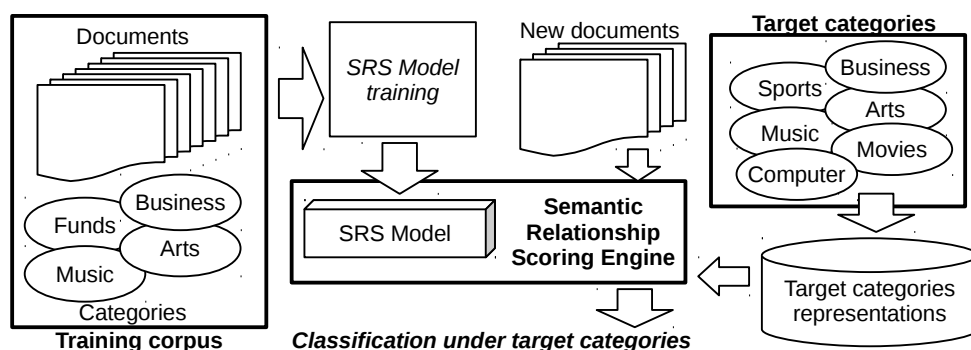 Documents
Business
Funds
Arts
Music
Categories
Training corpus
SRS Model
training
New documents
SRS Model
Semantic
Relationship
Scoring Engine
Classification under target categories
Target categories
Business
Sports
Arts
Music
Movies
Computer
Target categories
representations